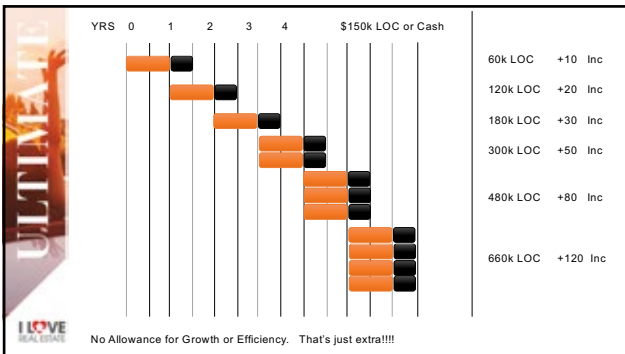 YRS 0 1 2 3 4 $150k LOC or Cash
60k LOC +10 Inc
120k LOC +20 Inc
180k LOC +30 Inc
300k LOC +50 Inc
480k LOC +80 Inc
660k LOC +120 Inc
ULTIMATE
I LOVE
REAL ESTATE
No Allowance for Growth or Efficiency. That's just extra!!!!